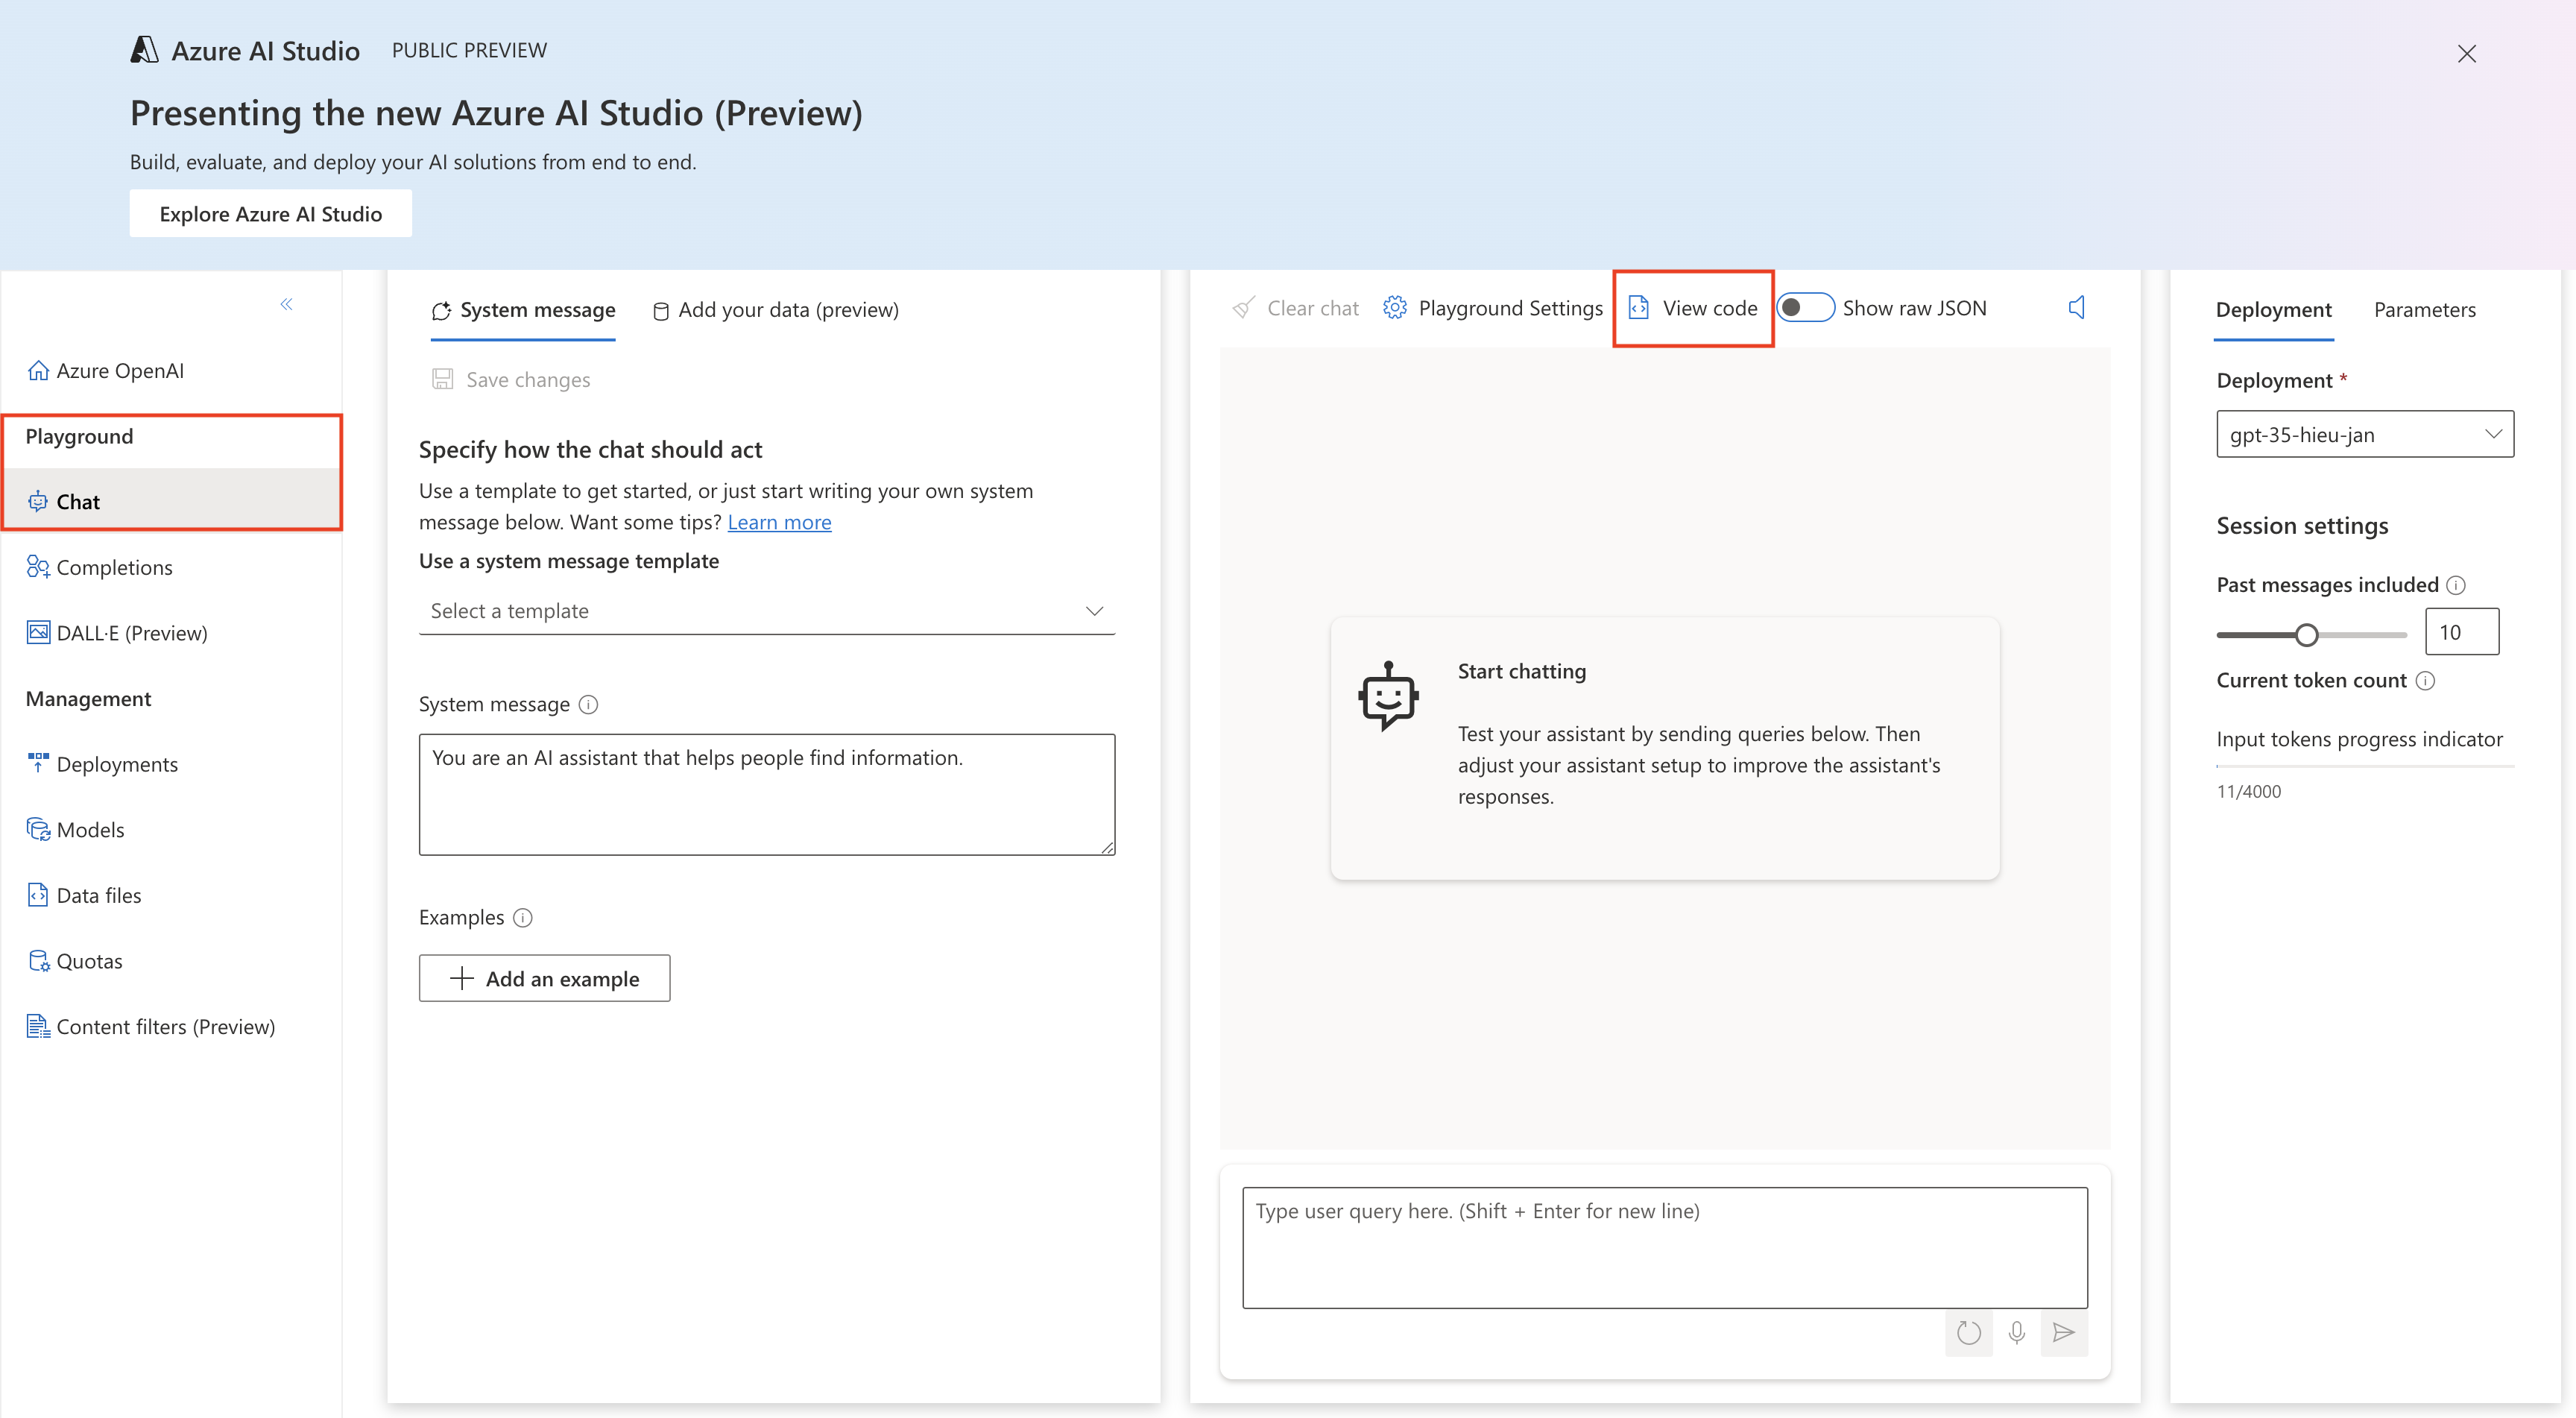 Azure AI Studio PUBLIC PREVIEW
Presenting the new Azure AI Studio (Preview)
Build, evaluate, and deploy your AI solutions from end to end.
Explore Azure AI Studio
Azure OpenAI
Playground
Chat
Completions
DALL·E (Preview)
Management
Deployments
Models
Data files
Quotas
Content filters (Preview)
System message
Add your data (preview)
Save changes
Specify how the chat should act
Use a template to get started, or just start writing your own system
message below. Want some tips? Learn more
Use a system message template
Select a template
System message
You are an AI assistant that helps people find information.
Examples
Add an example
Clear chat
Playground Settings
View code
Show raw JSON
Start chatting
Test your assistant by sending queries below. Then
adjust your assistant setup to improve the assistant's
responses.
Type user query here. (Shift + Enter for new line)
Deployment
Parameters
Deployment *
gpt-35-hieu-jan
Session settings
Past messages included
10
Current token count
Input tokens progress indicator
11/4000